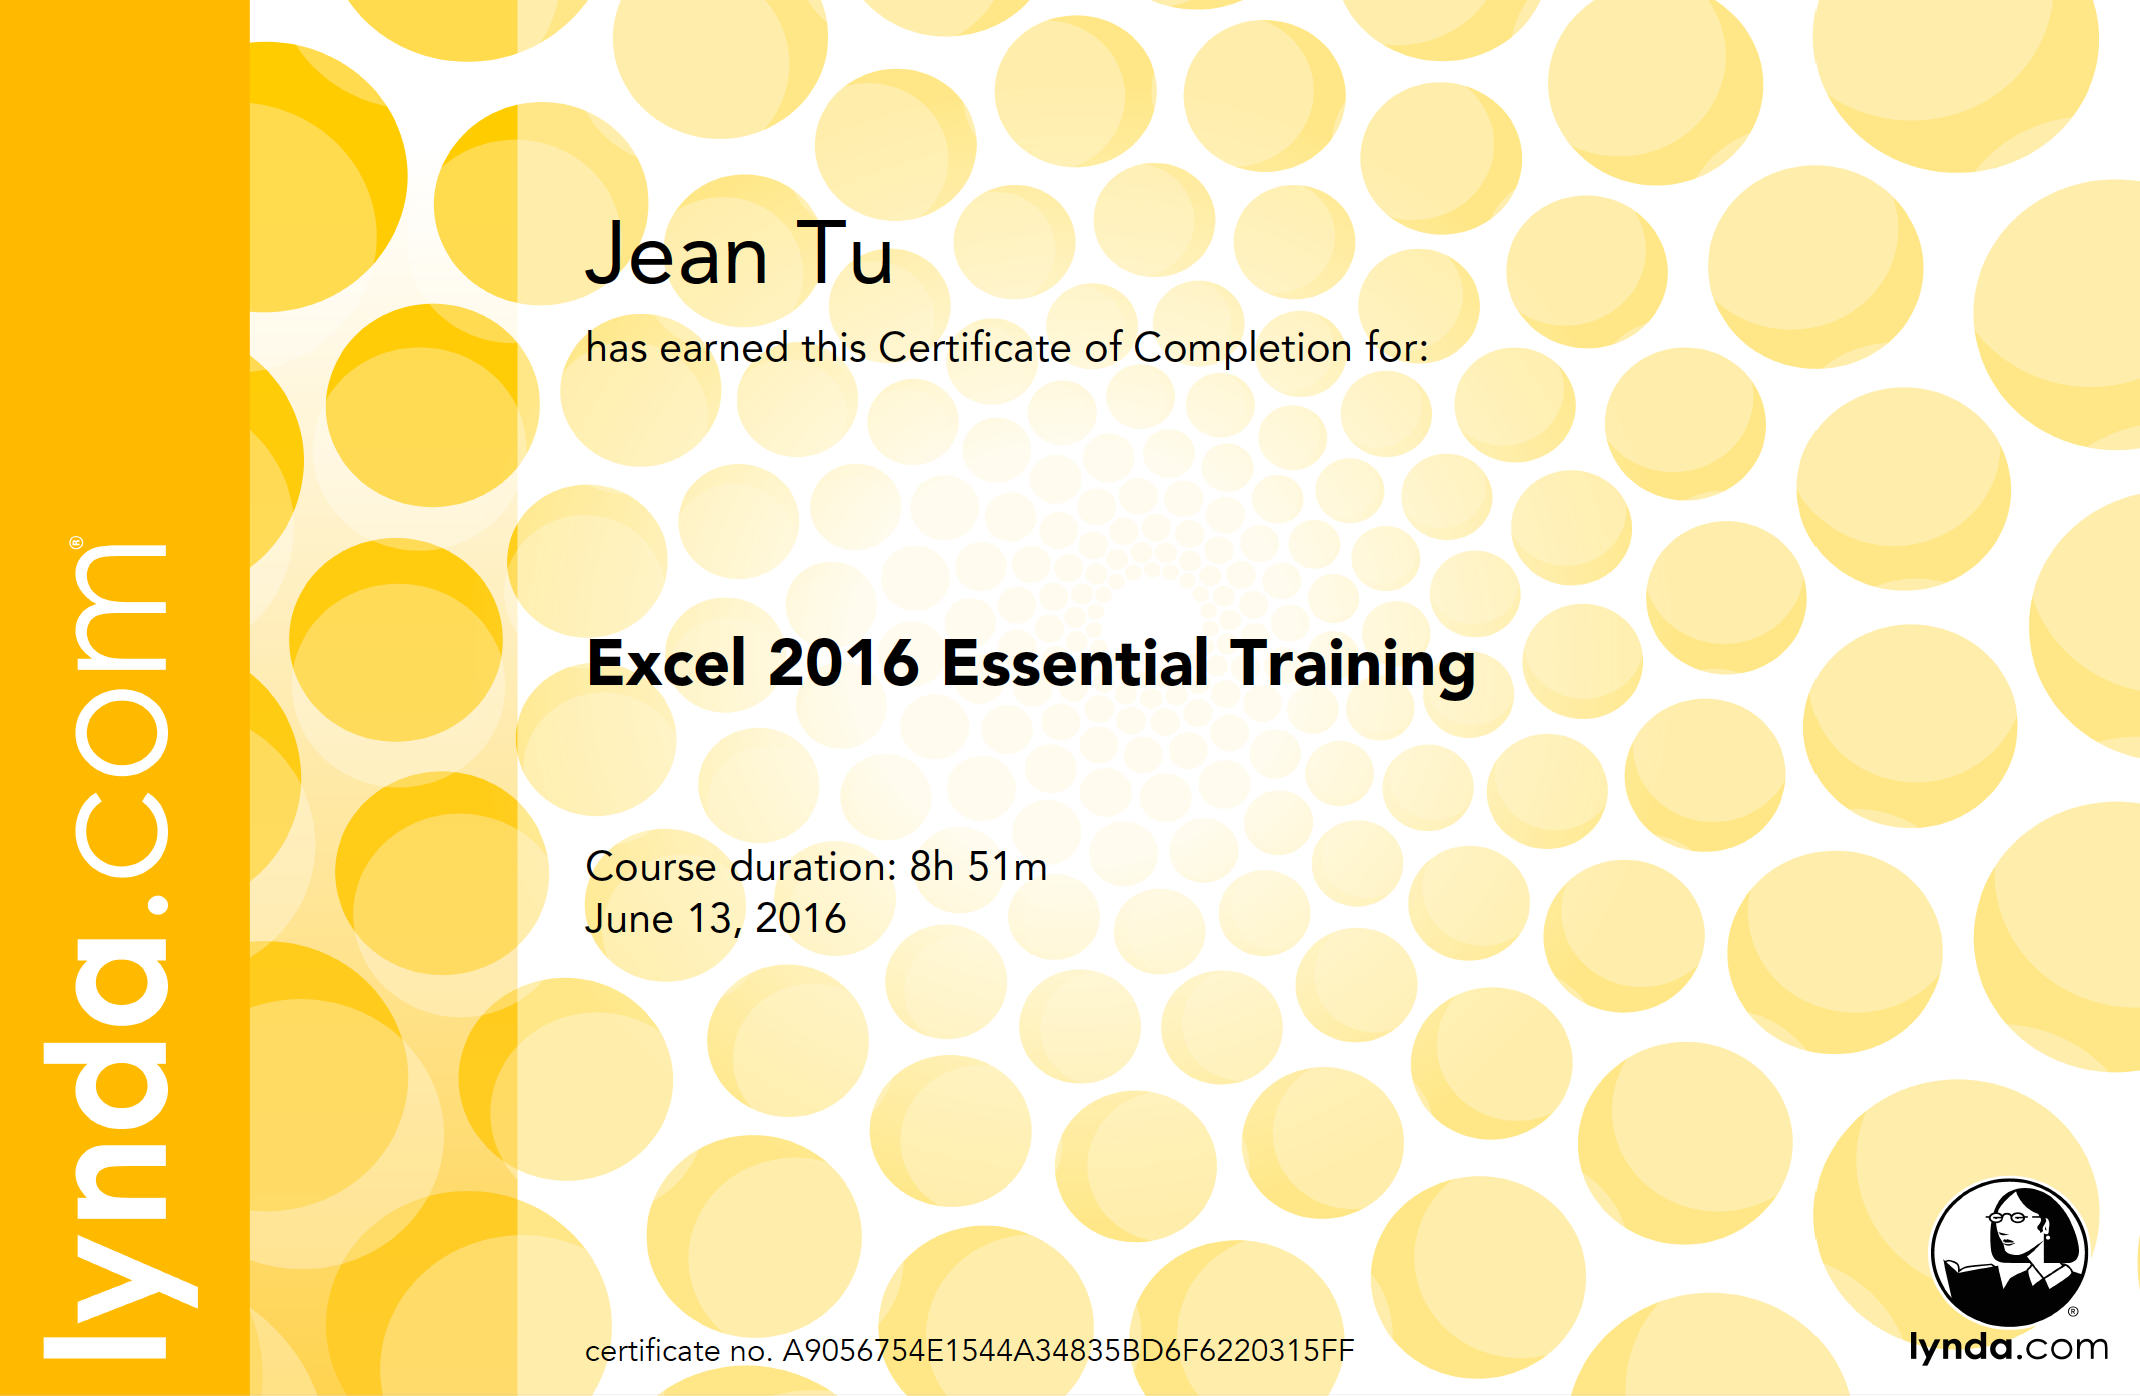 lynda.com®
Jean Tu
has earned this Certificate of Completion for:
Excel 2016 Essential Training
Course duration: 8h 51m
June 13, 2016
certificate no. A9056754E1544A34835BD6F6220315FF
®
lynda.com